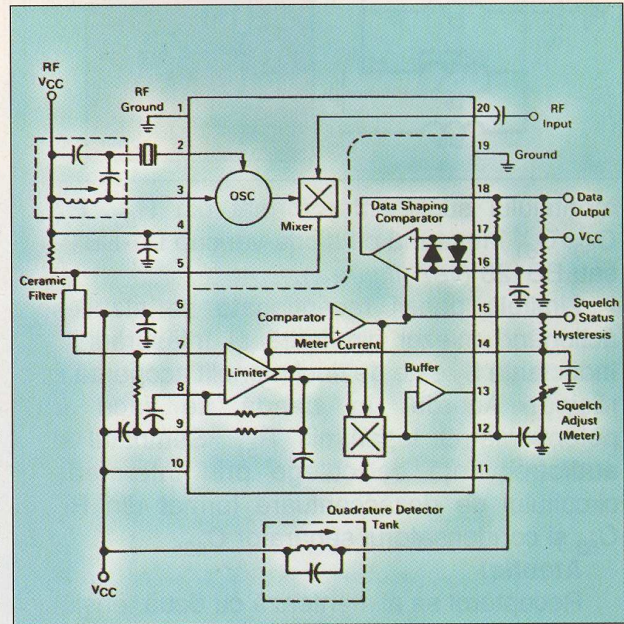 RF
VCC
RF
Ground
1
2
3
4
5
6
7
8
9
10
OSC
Mixer
Ceramic
Filter
Limiter
Comparator
Meter Current
Data Shaping
Comparator
+
−
−
+
Buffer
20
19
18
17
16
15
14
13
12
11
RF
Input
Ground
Data
Output
VCC
Squelch
Status
Hysteresis
Squelch
Adjust
(Meter)
Quadrature Detector
Tank
VCC